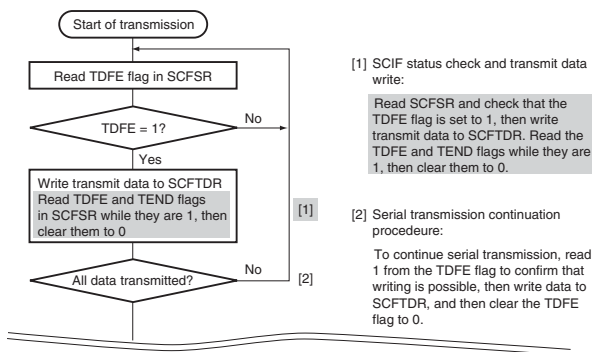 Start of transmission
Read TDFE flag in SCFSR
TDFE = 1?
No
Yes
Write transmit data to SCFTDR
Read TDFE and TEND flags
in SCFSR while they are 1, then
clear them to 0
[1]
All data transmitted?
No
[2]
[1] SCIF status check and transmit data
write:
Read SCFSR and check that the
TDFE flag is set to 1, then write
transmit data to SCFTDR. Read the
TDFE and TEND flags while they are
1, then clear them to 0.
[2] Serial transmission continuation
procedeure:
To continue serial transmission, read
1 from the TDFE flag to confirm that
writing is possible, then write data to
SCFTDR, and then clear the TDFE
flag to 0.